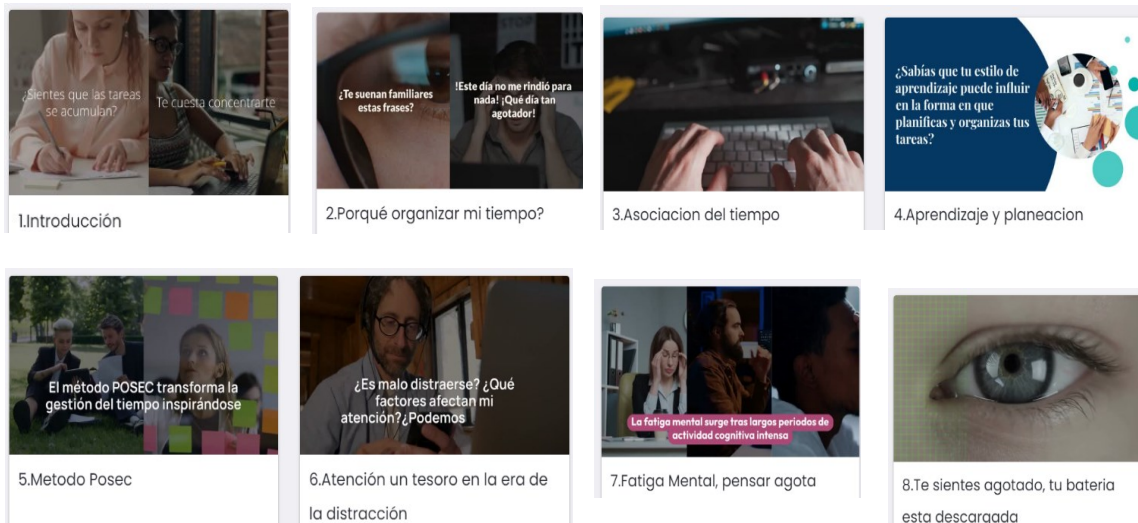 ¿Sientes que las tareas
se acumulan?
Te cuesta concentrarte
1.Introducción
¿Te suenan familiares
estas frases?
!Este día no me rindió para
nada! ¡Qué día tan
agotador!
2.Porqué organizar mi tiempo?
3.Asociacion del tiempo
¿Sabías que tu estilo de
aprendizaje puede influir
en la forma en que
planificas y organizas tus
tareas?
4.Aprendizaje y planeacion
El método POSEC transforma la
gestión del tiempo inspirándose
5.Metodo Posec
¿Es malo distraerse? ¿Qué
factores afectan mi
atención?¿Podemos
6.Atención un tesoro en la era de
la distracción
La fatiga mental surge tras largos periodos de
actividad cognitiva intensa
7.Fatiga Mental, pensar agota
8.Te sientes agotado, tu bateria
esta descargada